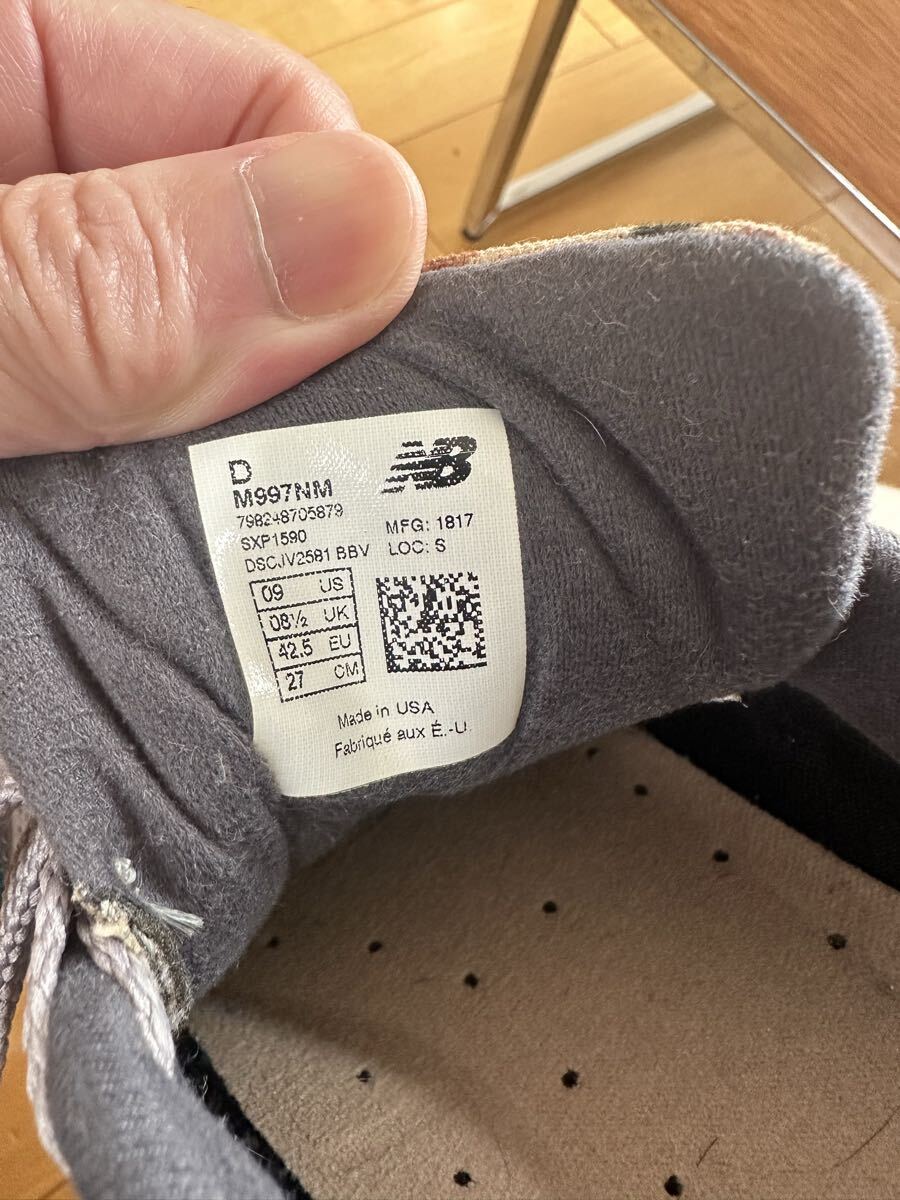 D
M997NM
798248705879
SXP1590
DSCJV2581 BBV
NB
MFG: 1817
LOC: S
09 US
08½ UK
42.5 EU
27 CM
Made in USA
Fabriqué aux É.-U.